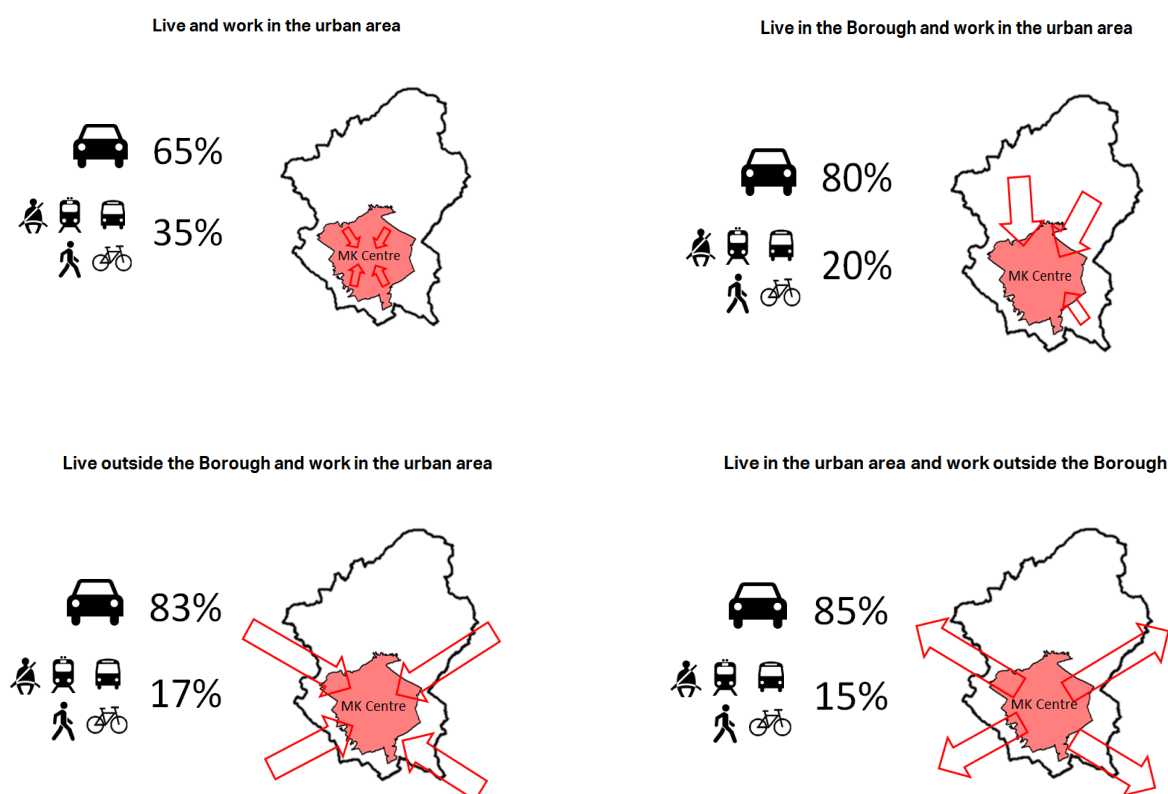 Live and work in the urban area
65%
35%
MK Centre
Live in the Borough and work in the urban area
80%
20%
MK Centre
Live outside the Borough and work in the urban area
83%
17%
MK Centre
Live in the urban area and work outside the Borough
85%
15%
MK Centre